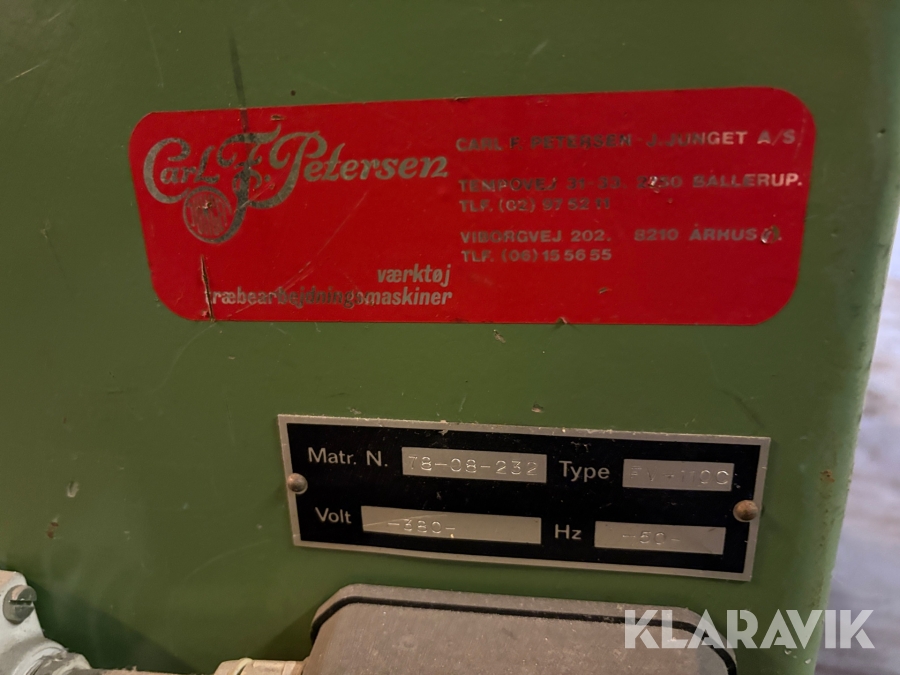 Carl F. Petersen
værktøj
træbearbejdningsmaskiner
CARL F. PETERSEN - J. JUNGET A/S
TEMPOVEJ 31-33. 2750 BALLERUP.
TLF. (02) 97 52 11
VIBORGVEJ 202. 8210 ÅRHUS
TLF. (06) 15 56 55
Matr. N. 78-08-232 Type
Volt -380- Hz -50-
KLARAVIK